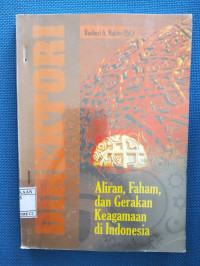 DIREKTORI
Aliran, Faham,
dan Gerakan
Keagamaan
di Indonesia